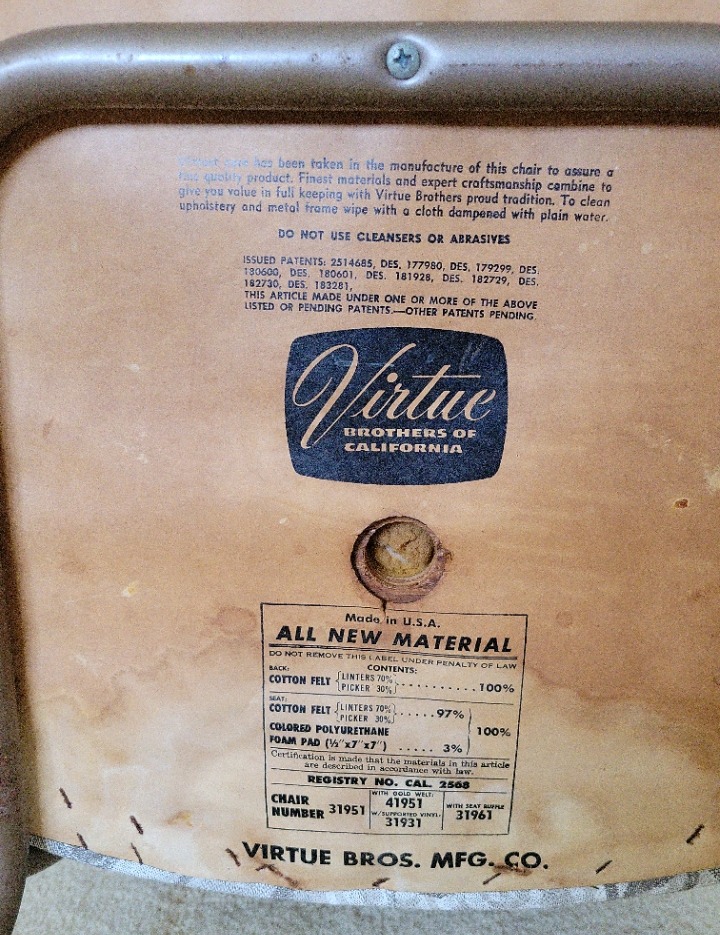 Utmost care has been taken in the manufacture of this chair to assure a
fine quality product. Finest materials and expert craftsmanship combine to
give you value in full keeping with Virtue Brothers proud tradition. To clean
upholstery and metal frame wipe with a cloth dampened with plain water.
DO NOT USE CLEANSERS OR ABRASIVES
ISSUED PATENTS: 2514685, DES. 177980, DES. 179299, DES.
180600, DES. 180601, DES. 181928, DES. 182729, DES.
182730, DES. 183281,
THIS ARTICLE MADE UNDER ONE OR MORE OF THE ABOVE
LISTED OR PENDING PATENTS.—OTHER PATENTS PENDING.
Virtue
BROTHERS OF
CALIFORNIA
Made in U.S.A.
ALL NEW MATERIAL
DO NOT REMOVE THIS LABEL UNDER PENALTY OF LAW
CONTENTS:
BACK:
COTTON FELT {LINTERS 70% PICKER 30%} .......... 100%
SEAT:
COTTON FELT {LINTERS 70% PICKER 30%} ..... 97%
COLORED POLYURETHANE 100%
FOAM PAD (½"x7"x7") ..... 3%
Certification is made that the materials in this article
are described in accordance with law.
REGISTRY NO. CAL. 2568
CHAIR NUMBER 31951
WITH GOLD WELT:
41951
W/SUPPORTED VINYL:
31931
WITH SEAT RUFFLE
31961
VIRTUE BROS. MFG. CO.